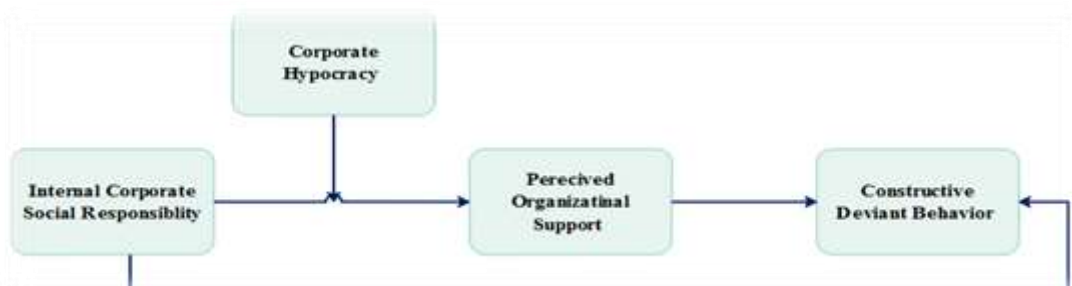 Corporate
Hypocracy
Internal Corporate
Social Responsiblity
Perecived
Organizatinal
Support
Constructive
Deviant Behavior